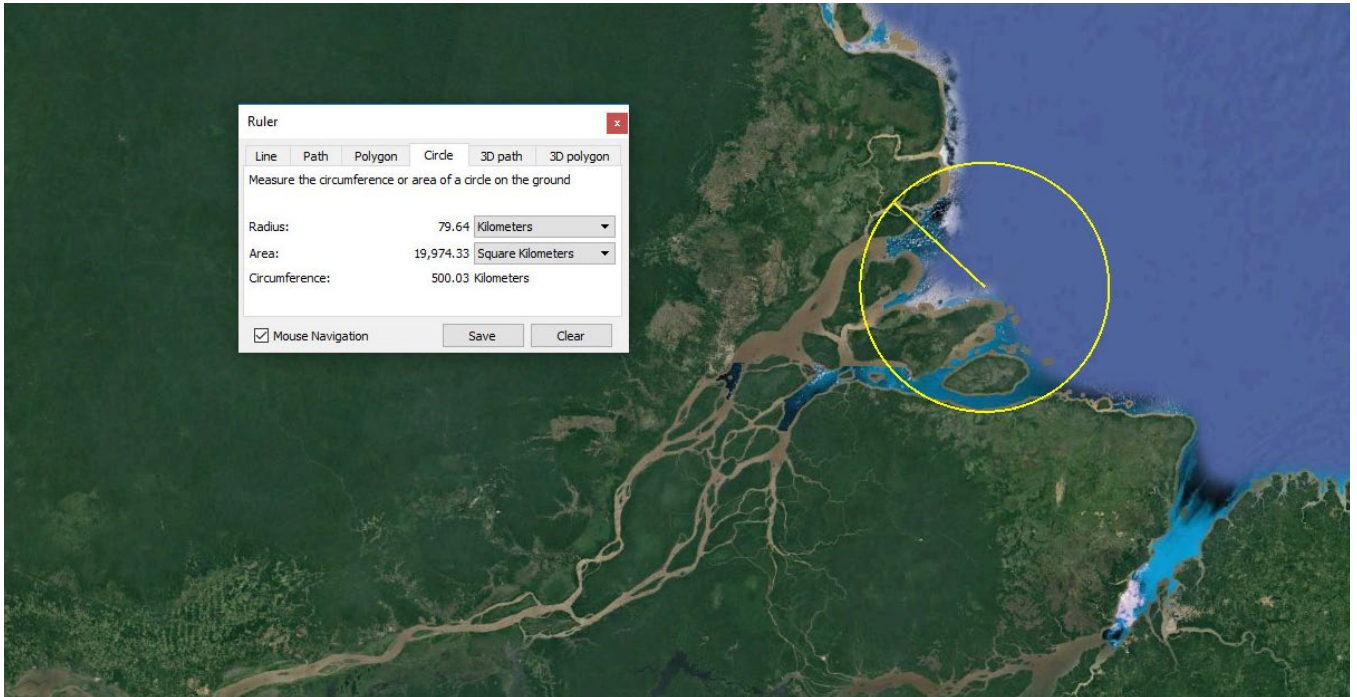 Ruler
x
Line Path Polygon Circle 3D path 3D polygon
Measure the circumference or area of a circle on the ground
Radius: 79.64 Kilometers
Area: 19,974.33 Square Kilometers
Circumference: 500.03 Kilometers
Mouse Navigation Save Clear